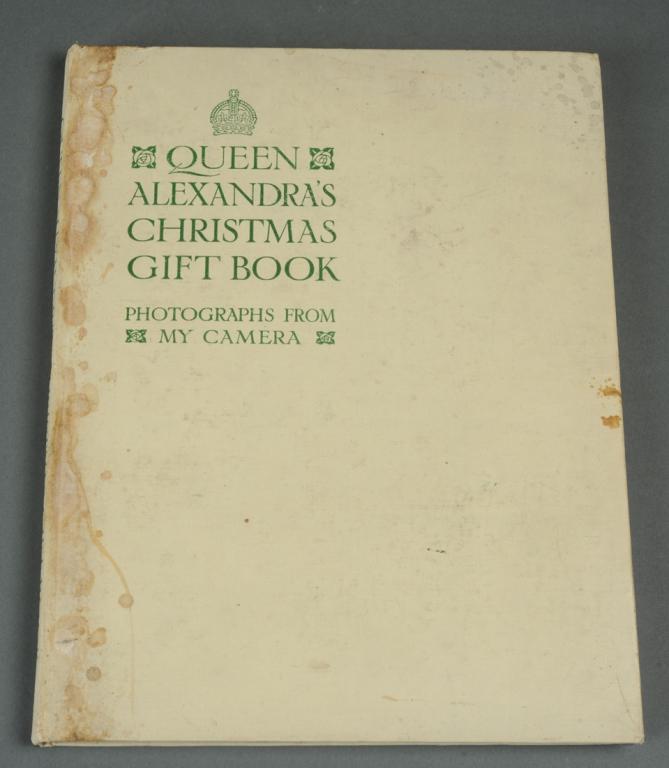 QUEEN
ALEXANDRA'S
CHRISTMAS
GIFT BOOK
PHOTOGRAPHS FROM
MY CAMERA